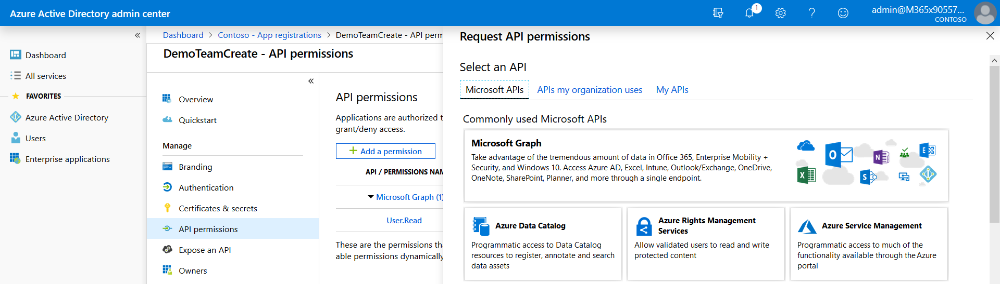 Azure Active Directory admin center
1
admin@M365x90557...
CONTOSO
Dashboard
All services
FAVORITES
Azure Active Directory
Users
Enterprise applications
Dashboard > Contoso - App registrations > DemoTeamCreate - API perm
DemoTeamCreate - API permissions
Overview
Quickstart
Manage
Branding
Authentication
Certificates & secrets
API permissions
Expose an API
Owners
API permissions
Applications are authorized t
grant/deny access.
+ Add a permission
API / PERMISSIONS NAM
Microsoft Graph (1)
User.Read
These are the permissions tha
able permissions dynamically
Request API permissions
Select an API
Microsoft APIs APIs my organization uses My APIs
Commonly used Microsoft APIs
Microsoft Graph
Take advantage of the tremendous amount of data in Office 365, Enterprise Mobility +
Security, and Windows 10. Access Azure AD, Excel, Intune, Outlook/Exchange, OneDrive,
OneNote, SharePoint, Planner, and more through a single endpoint.
Azure Data Catalog
Programmatic access to Data Catalog
resources to register, annotate and search
data assets
Azure Rights Management
Services
Allow validated users to read and write
protected content
Azure Service Management
Programmatic access to much of the
functionality available through the Azure
portal